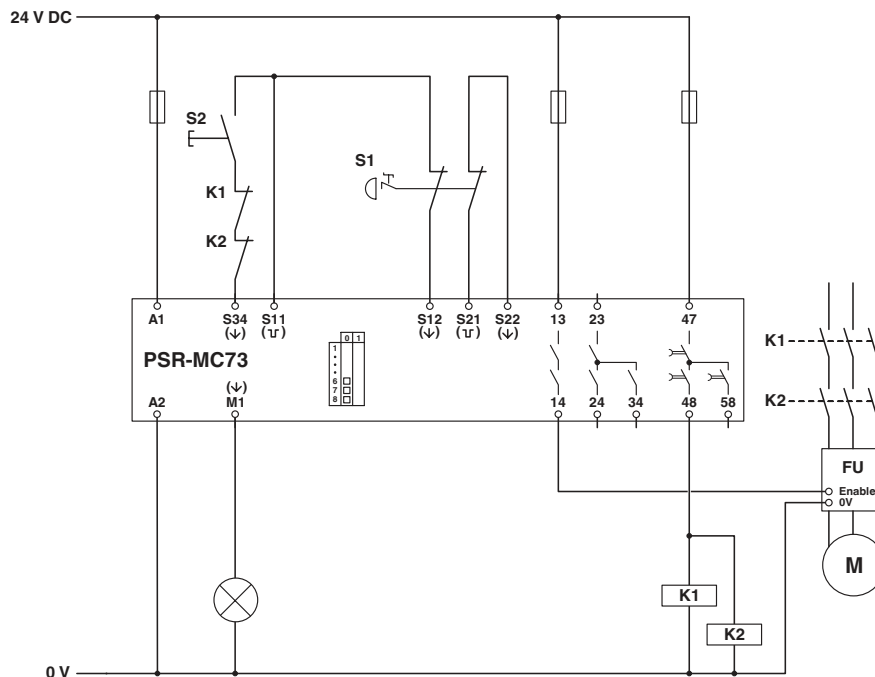 24 V DC
S2
S1
K1
K2
A1
S34
S11
S12
S21
S22
13
23
47
(↓)
(↓)
(↓)
0 1
1
•
•
•
•
6
7
8
PSR-MC73
(↓)
A2
M1
14
24
34
48
58
K1
K2
FU
Enable
0V
M
K1
K2
0 V